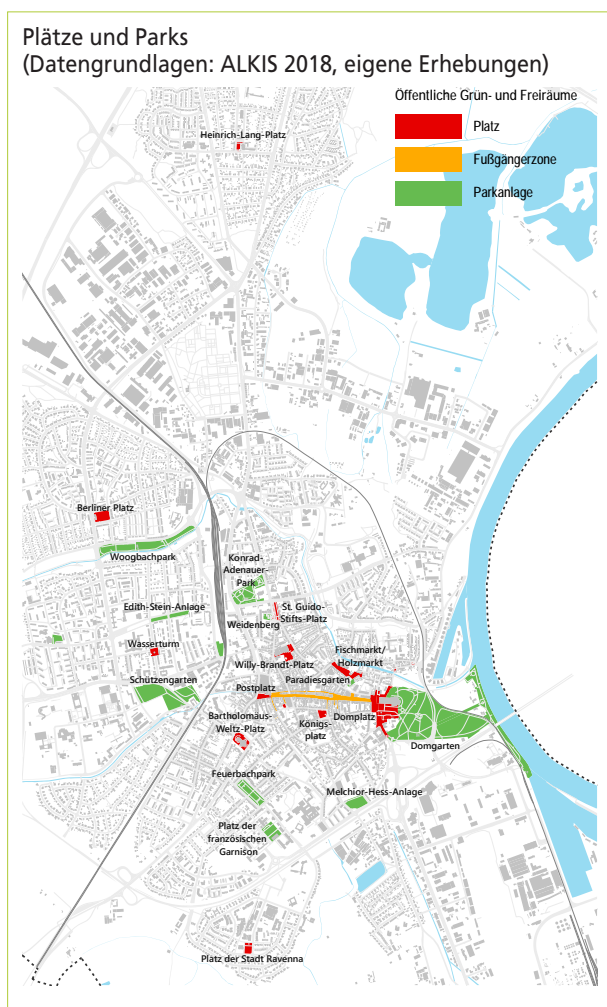 Plätze und Parks
(Datengrundlagen: ALKIS 2018, eigene Erhebungen)
Öffentliche Grün- und Freiräume
Platz
Fußgängerzone
Parkanlage
Heinrich-Lang-Platz
Berliner Platz
Woogbachpark
Konrad-
Adenauer-
Park
Edith-Stein-Anlage
St. Guido-
Stifts-Platz
Weidenberg
Wasserturm
Fischmarkt/
Holzmarkt
Willy-Brandt-Platz
Paradiesgarten
Schützengarten
Postplatz
Bartholomäus-
Weltz-Platz
Königs-
platz
Domplatz
Domgarten
Feuerbachpark
Melchior-Hess-Anlage
Platz der
französischen
Garnison
Platz der Stadt Ravenna